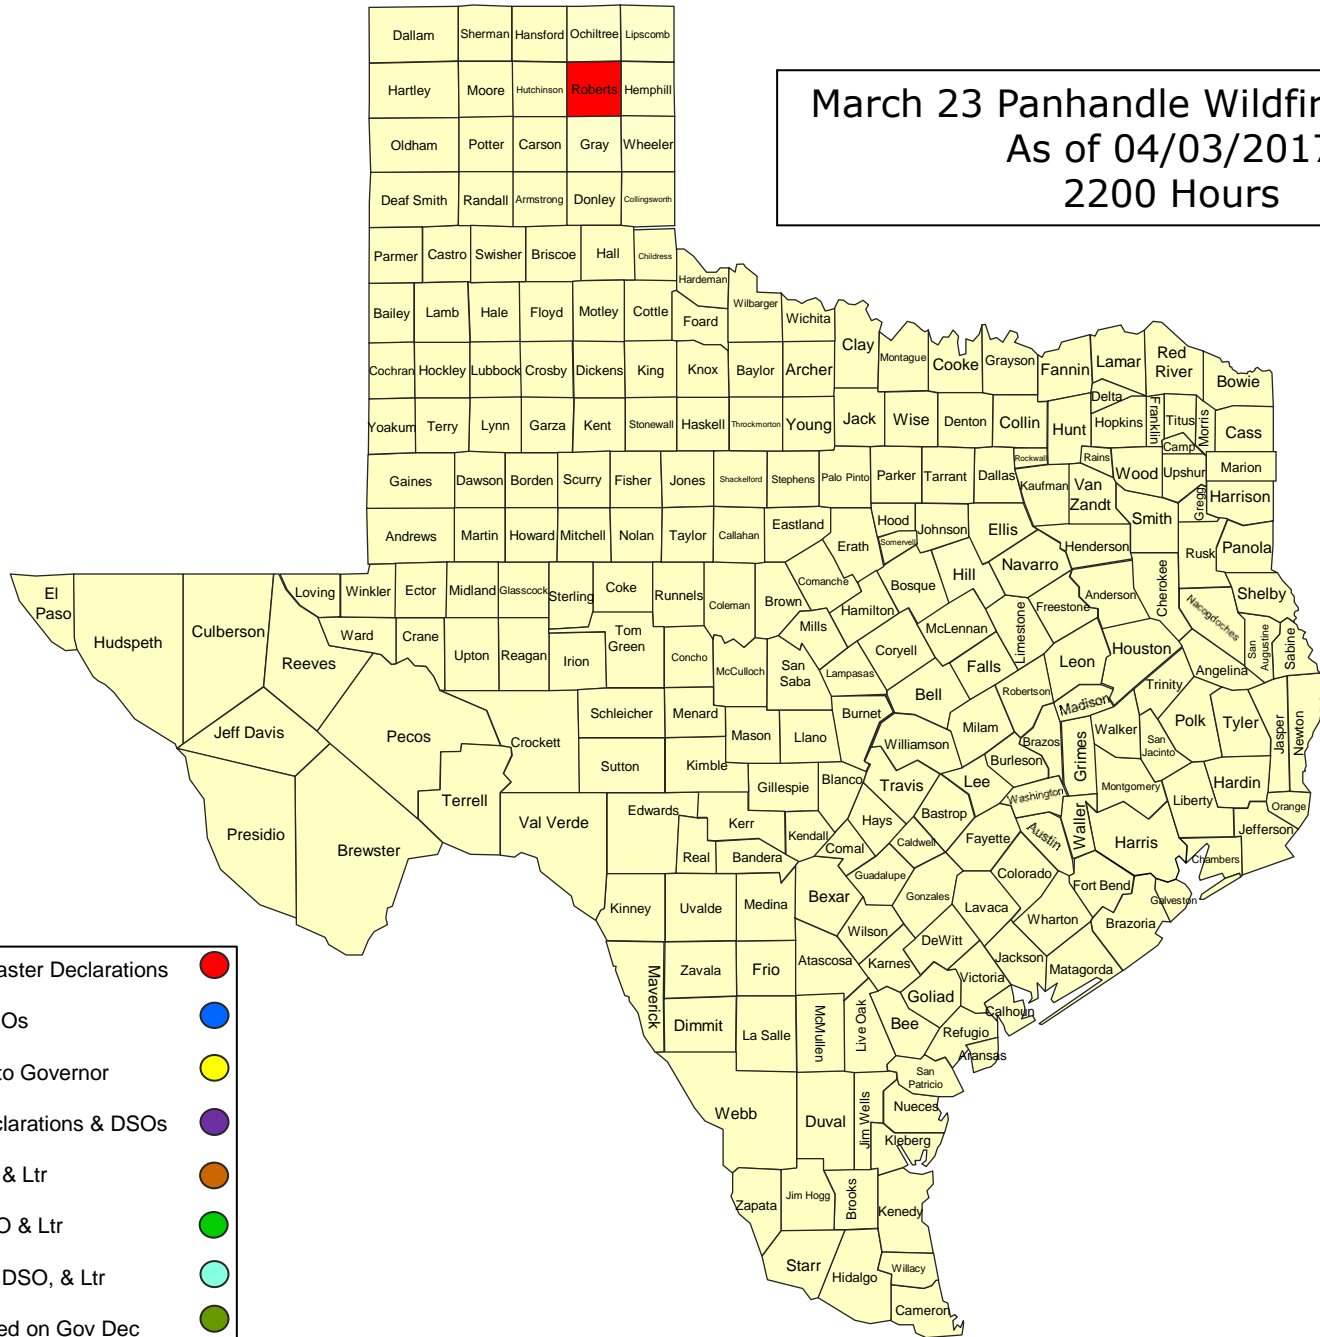 Dallam Sherman Hansford Ochiltree Lipscomb
March 23 Panhandle
As of 04/03/2017
2200 Hours
Hartley Moore Hutchinson Roberts Hemphill
Oldham Potter Carson Gray Wheeler
Deaf Smith Randall Armstrong Donley Collingsworth
Parmer Castro Swisher Briscoe Hall Childress
Hardeman
Bailey Lamb Hale Floyd Motley Cottle Foard Wilbarger Wichita
Clay Montague Cooke Grayson Fannin Lamar Red
River Bowie
Cochran Hockley Lubbock Crosby Dickens King Knox Baylor Archer
Delta
Yoakum Terry Lynn Garza Kent Stonewall Haskell Throckmorton Young Jack Wise Denton Collin Hunt Hopkins Franklin Titus Morris Cass
Camp
Gaines Dawson Borden Scurry Fisher Jones Shackelford Stephens Palo Pinto Parker Tarrant Dallas Rockwall Rains Wood Upshur Marion
Kaufman Van
Zandt Gregg Harrison
Andrews Martin Howard Mitchell Nolan Taylor Callahan Eastland Hood Johnson Ellis Smith
Erath Somervell Henderson Rusk Panola
El
Paso Loving Winkler Ector Midland Glasscock Sterling Coke Runnels Coleman Brown Comanche Bosque Hill Navarro
Hamilton Freestone Anderson Cherokee Shelby
Hudspeth Culberson Ward Crane Upton Reagan Irion Tom
Green Concho Mills McLennan Limestone Nacogdoches San
Augustine Sabine
Reeves McCulloch San
Saba Lampasas Coryell Falls Leon Houston Angelina
Bell Robertson Madison Trinity
Jeff Davis Pecos Crockett Schleicher Menard Mason Llano Burnet Milam Brazos Grimes Walker San
Jacinto Polk Tyler Jasper Newton
Sutton Kimble Williamson Burleson
Terrell Gillespie Blanco Travis Lee Washington Montgomery Liberty Hardin Orange
Presidio Brewster Val Verde Edwards Kerr Kendall Hays Bastrop Fayette Austin Waller Harris Jefferson
Real Bandera Comal Caldwell Chambers
Kinney Uvalde Medina Bexar Guadalupe Gonzales Lavaca Colorado Fort Bend Galveston
Wilson Wharton Brazoria
Maverick Zavala Frio Atascosa Karnes DeWitt Jackson Matagorda
Victoria
Dimmit La Salle McMullen Live Oak Bee Goliad Calhoun
Refugio
Aransas
San
Patricio
Webb Duval Jim Wells Nueces
Kleberg
Zapata Jim Hogg Brooks Kenedy
Starr Hidalgo Willacy
Cameron
Declarations
to Governor
& DSOs
& Ltr
& Ltr
DSO, & Ltr
on Gov Dec